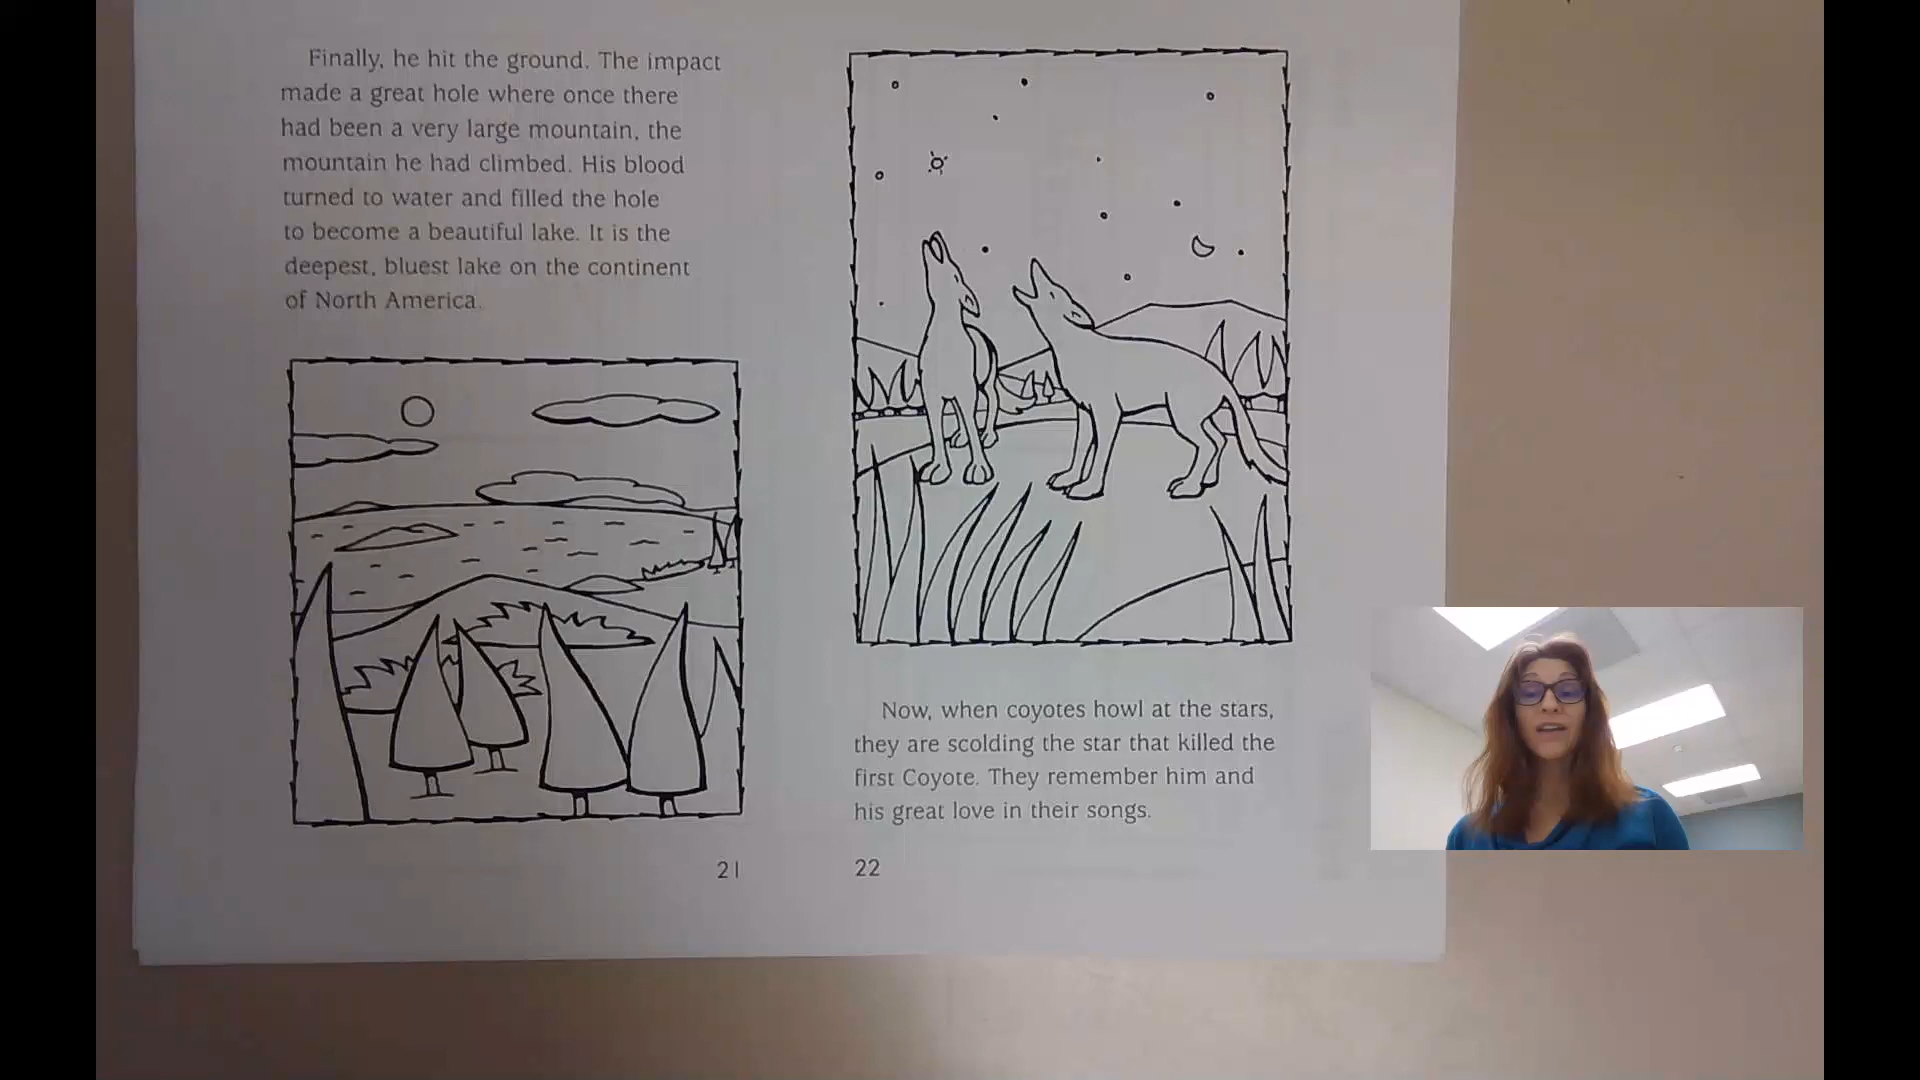 Finally, he hit the ground. The impact
made a great hole where once there
had been a very large mountain, the
mountain he had climbed. His blood
turned to water and filled the hole
to become a beautiful lake. It is the
deepest, bluest lake on the continent
of North America.
21
Now, when coyotes howl at the stars,
they are scolding the star that killed the
first Coyote. They remember him and
his great love in their songs.
22